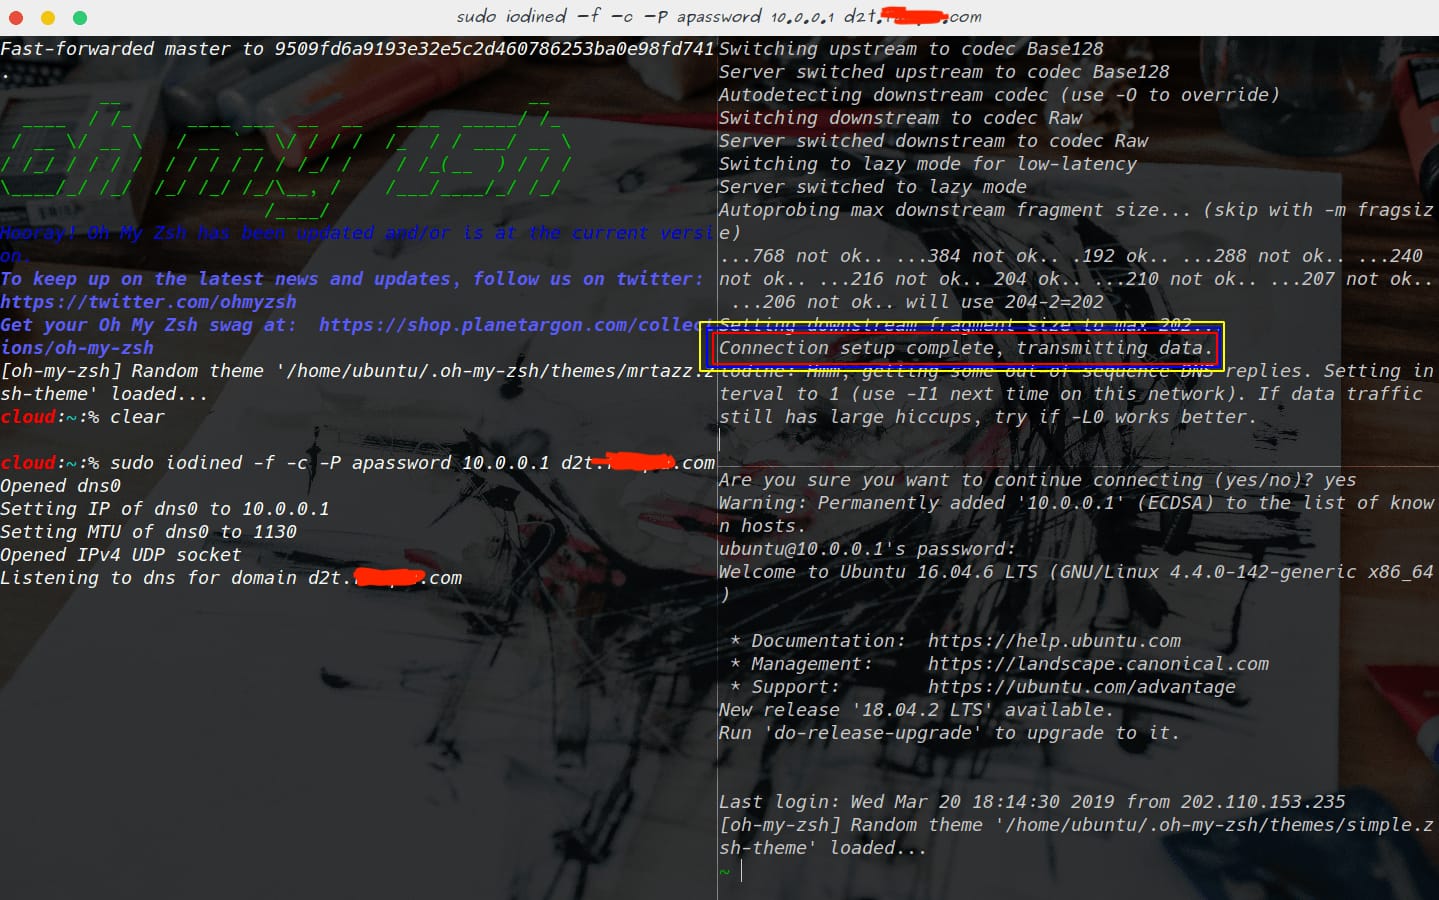 sudo iodined -f -c -P apassword 10.0.0.1 d2t. .com
Fast-forwarded master to 9509fd6a9193e32e5c2d460786253ba0e98fd741
.
oh my zsh
Hooray! Oh My Zsh has been updated and/or is at the current versi
on.
To keep up on the latest news and updates, follow us on twitter:
https://twitter.com/ohmyzsh
Get your Oh My Zsh swag at:  https://shop.planetargon.com/collect
ions/oh-my-zsh
[oh-my-zsh] Random theme '/home/ubuntu/.oh-my-zsh/themes/mrtazz.z
sh-theme' loaded...
cloud:~:% clear
cloud:~:% sudo iodined -f -c -P apassword 10.0.0.1 d2t. .com
Opened dns0
Setting IP of dns0 to 10.0.0.1
Setting MTU of dns0 to 1130
Opened IPv4 UDP socket
Listening to dns for domain d2t. .com
Switching upstream to codec Base128
Server switched upstream to codec Base128
Autodetecting downstream codec (use -O to override)
Switching downstream to codec Raw
Server switched downstream to codec Raw
Switching to lazy mode for low-latency
Server switched to lazy mode
Autoprobing max downstream fragment size... (skip with -m fragsiz
e)
...768 not ok.. ...384 not ok.. .192 ok.. ...288 not ok.. ...240
not ok.. ...216 not ok.. 204 ok.. ...210 not ok.. ...207 not ok..
 ...206 not ok.. will use 204-2=202
Setting downstream fragment size to max 202...
Connection setup complete, transmitting data.
iodine: Hmm, getting some out of sequence DNS replies. Setting in
terval to 1 (use -I1 next time on this network). If data traffic
still has large hiccups, try if -L0 works better.
Are you sure you want to continue connecting (yes/no)? yes
Warning: Permanently added '10.0.0.1' (ECDSA) to the list of know
n hosts.
ubuntu@10.0.0.1's password:
Welcome to Ubuntu 16.04.6 LTS (GNU/Linux 4.4.0-142-generic x86_64
)
* Documentation:  https://help.ubuntu.com
* Management:     https://landscape.canonical.com
* Support:        https://ubuntu.com/advantage
New release '18.04.2 LTS' available.
Run 'do-release-upgrade' to upgrade to it.
Last login: Wed Mar 20 18:14:30 2019 from 202.110.153.235
[oh-my-zsh] Random theme '/home/ubuntu/.oh-my-zsh/themes/simple.z
sh-theme' loaded...
~